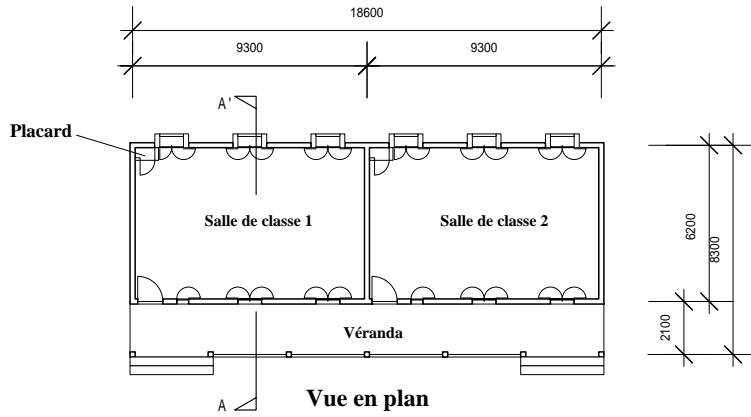 18600
9300 9300
A'
Placard
Salle de classe 1 Salle de classe 2
6200
8300
2100
Véranda
A
Vue en plan